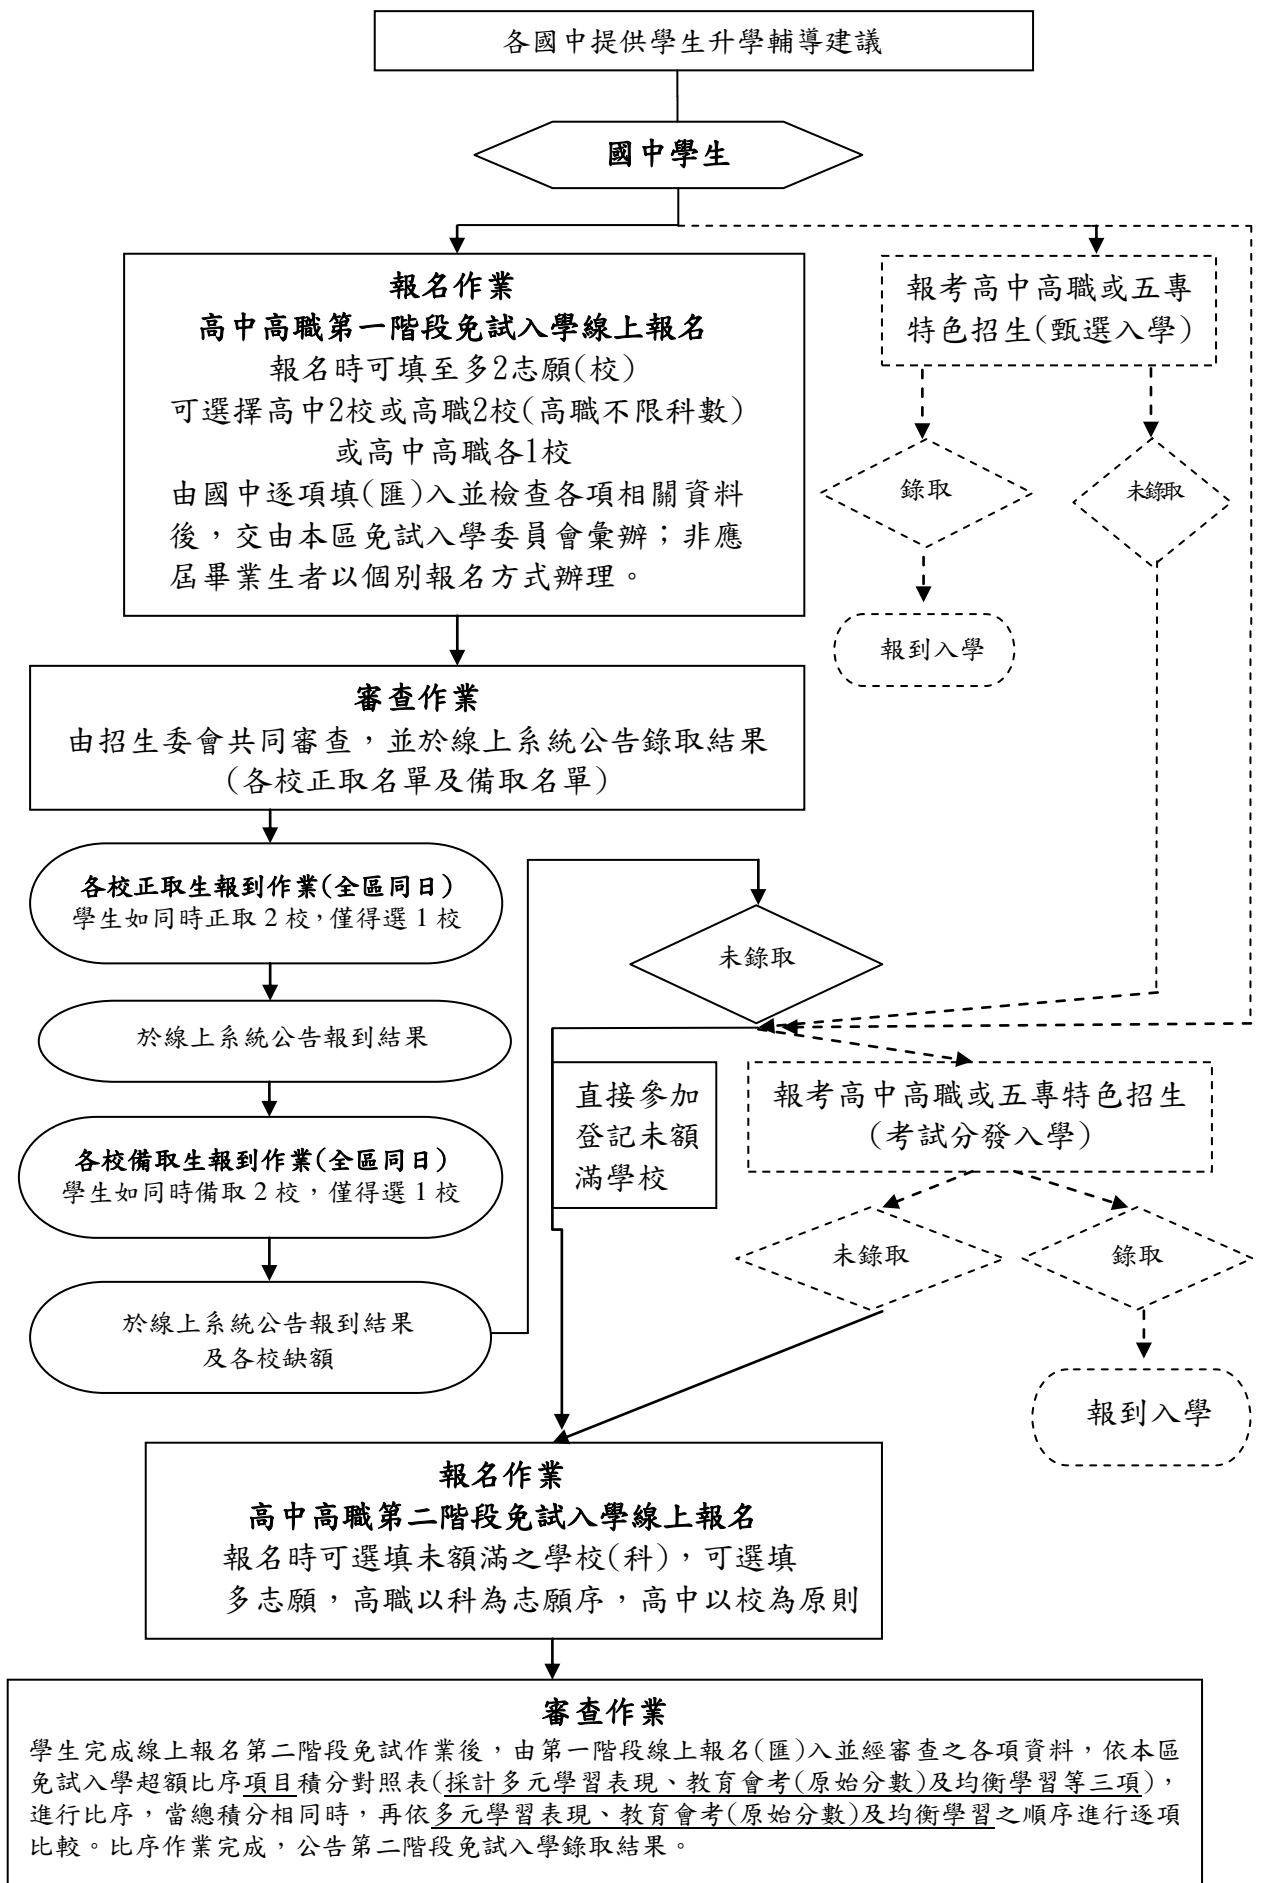 各國中提供學生升學輔導建議
國中學生
報名作業
高中高職第一階段免試入學線上報名
報名時可填至多2志願(校)
可選擇高中2校或高職2校(高職不限科數)
或高中高職各1校
由國中逐項填(匯)入並檢查各項相關資料
後，交由本區免試入學委員會彙辦；非應
屆畢業生者以個別報名方式辦理。
報考高中高職或五專
特色招生(甄選入學)
錄取
未錄取
報到入學
審查作業
由招生委會共同審查，並於線上系統公告錄取結果
(各校正取名單及備取名單)
各校正取生報到作業(全區同日)
學生如同時正取 2 校，僅得選 1 校
未錄取
於線上系統公告報到結果
直接參加
登記未額
滿學校
報考高中高職或五專特色招生
(考試分發入學)
各校備取生報到作業(全區同日)
學生如同時備取 2 校，僅得選 1 校
未錄取
錄取
於線上系統公告報到結果
及各校缺額
報到入學
報名作業
高中高職第二階段免試入學線上報名
報名時可選填未額滿之學校(科)，可選填
多志願，高職以科為志願序，高中以校為原則
審查作業
學生完成線上報名第二階段免試作業後，由第一階段線上報名(匯)入並經審查之各項資料，依本區
免試入學超額比序項目積分對照表(採計多元學習表現、教育會考(原始分數)及均衡學習等三項)，
進行比序，當總積分相同時，再依多元學習表現、教育會考(原始分數)及均衡學習之順序進行逐項
比較。比序作業完成，公告第二階段免試入學錄取結果。